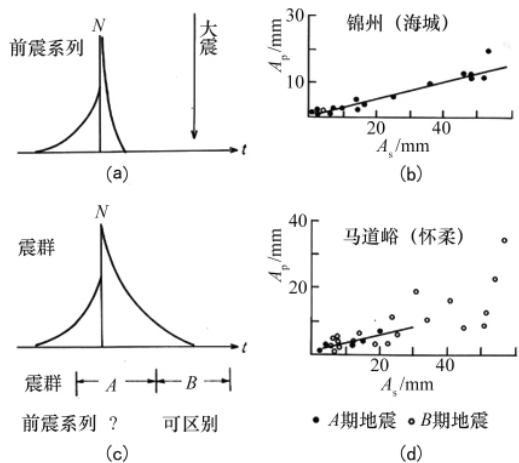 N
前震系列
大震
t
(a)
30
10
A_p/mm
锦州（海城）
20
40
A_s/mm
(b)
N
震群
t
震群 A B
前震系列 ? 可区别
(c)
40
20
A_p/mm
马道峪（怀柔）
10
20
40
A_s/mm
• A期地震 ∘ B期地震
(d)